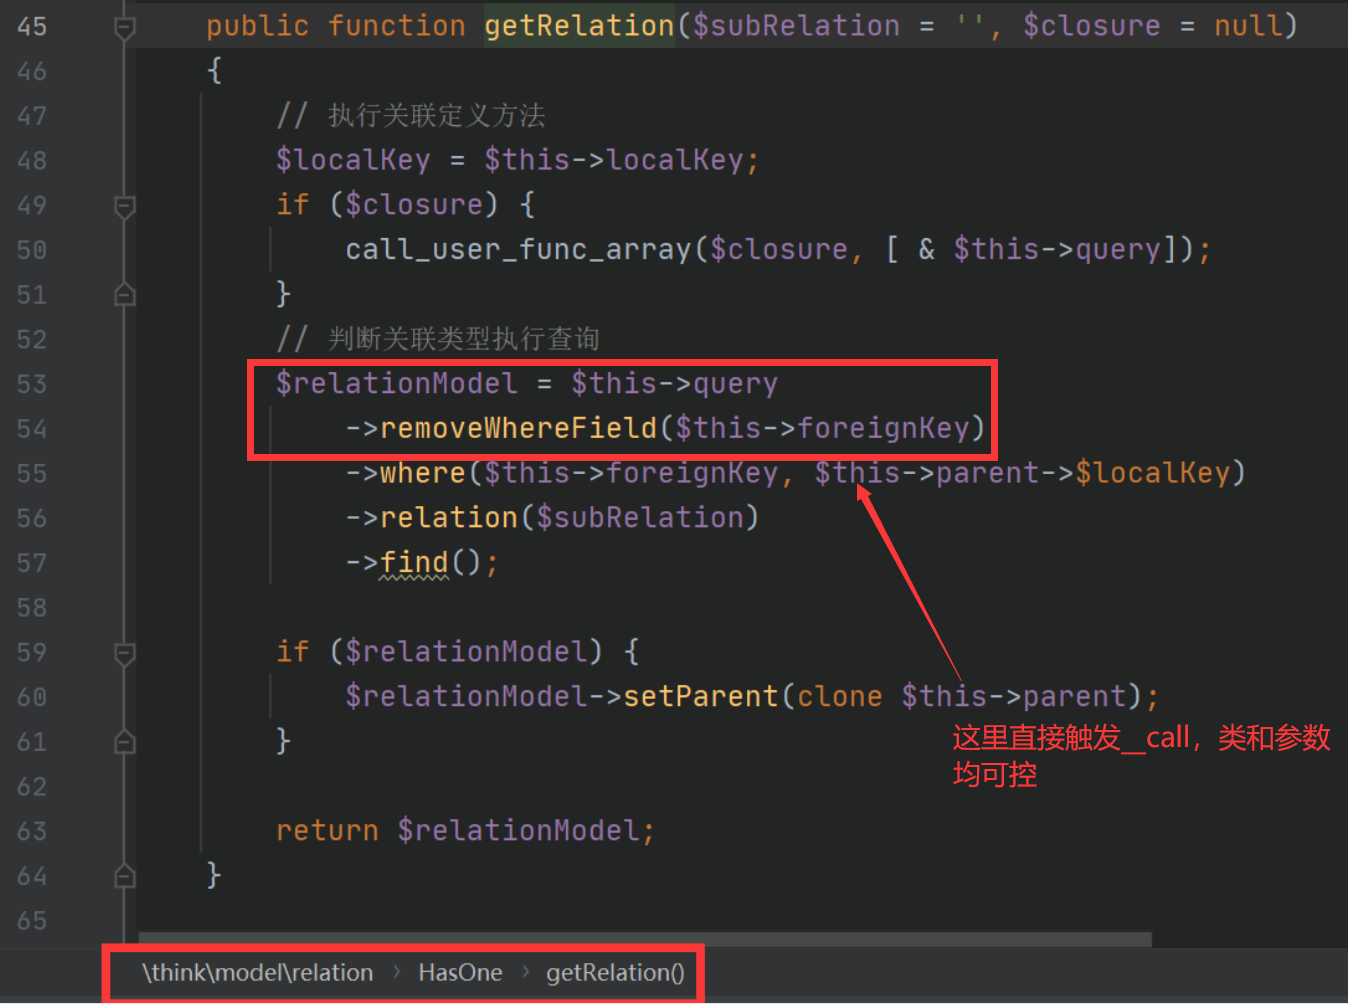 45 public function getRelation($subRelation = '', $closure = null)
46 {
47 // 执行关联定义方法
48 $localKey = $this->localKey;
49 if ($closure) {
50 call_user_func_array($closure, [ & $this->query]);
51 }
52 // 判断关联类型执行查询
53 $relationModel = $this->query
54 ->removeWhereField($this->foreignKey)
55 ->where($this->foreignKey, $this->parent->$localKey)
56 ->relation($subRelation)
57 ->find();
58
59 if ($relationModel) {
60 $relationModel->setParent(clone $this->parent);
61 }
62
63 return $relationModel;
64 }
65
这里直接触发__call，类和参数
均可控
\think\model\relation › HasOne › getRelation()